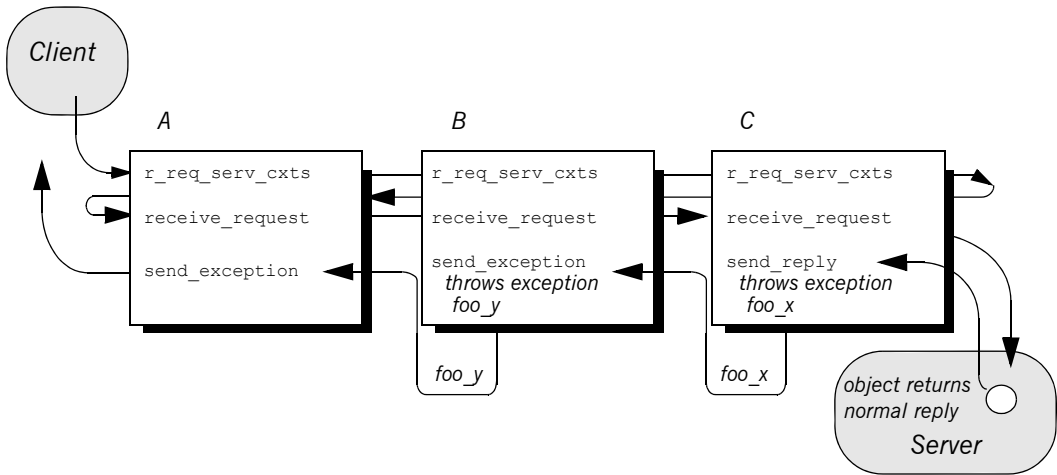 Client
A
B
C
r_req_serv_cxts
r_req_serv_cxts
r_req_serv_cxts
receive_request
receive_request
receive_request
send_exception
send_exception
throws exception
foo_y
send_reply
throws exception
foo_x
foo_y
foo_x
object returns
normal reply
Server